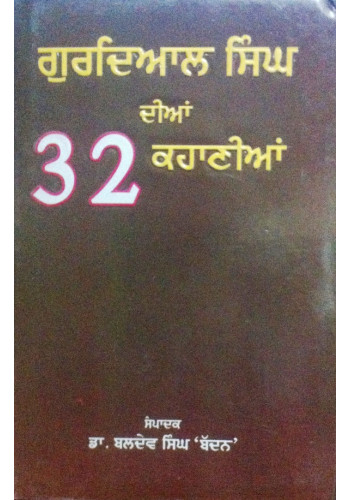 ਗੁਰਦਿਆਲ ਸਿੰਘ
ਦੀਆਂ
32 ਕਹਾਣੀਆਂ
ਸੰਪਾਦਕ
ਡਾ. ਬਲਦੇਵ ਸਿੰਘ ‘ਬੱਦਨ’